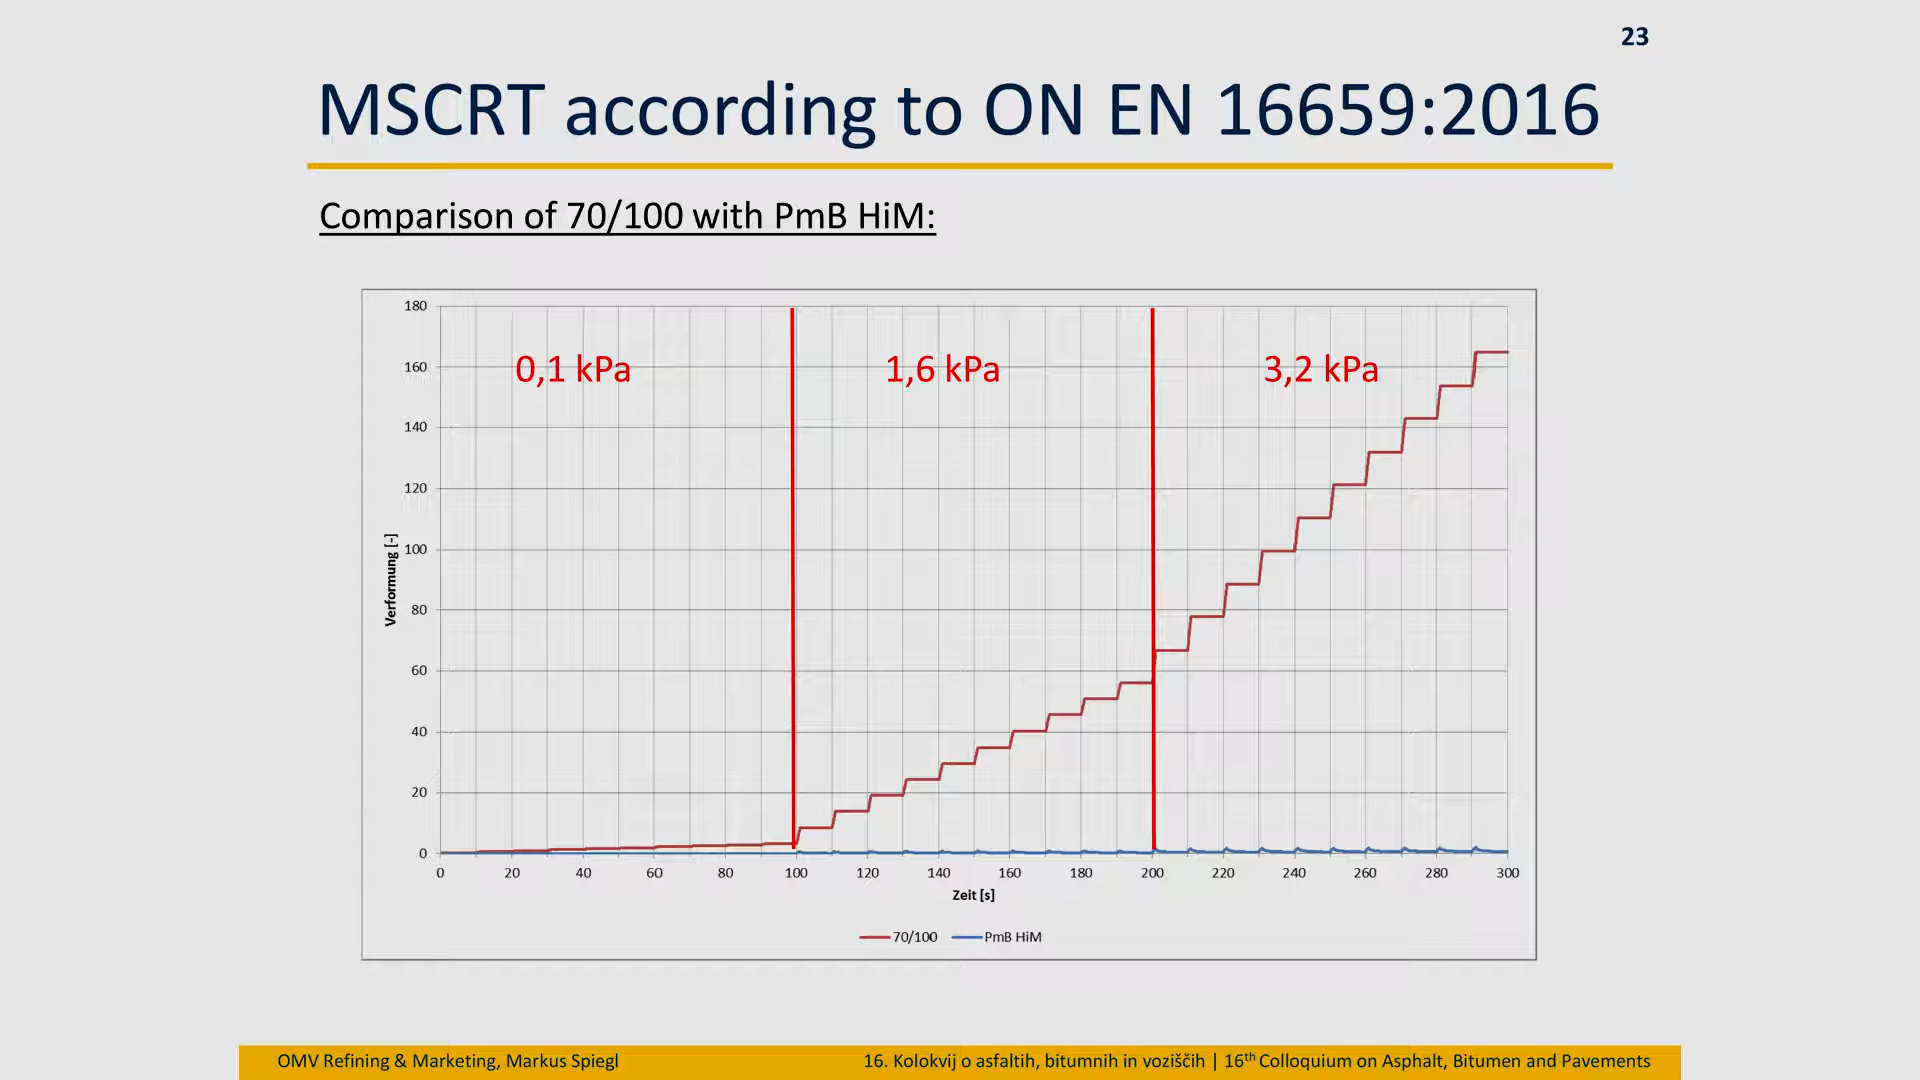 23
MSCRT according to ON EN 16659:2016
Comparison of 70/100 with PmB HiM:
180
160
140
120
100
80
60
40
20
0
Verformung [-]
0,1 kPa
1,6 kPa
3,2 kPa
0 20 40 60 80 100 120 140 160 180 200 220 240 260 280 300
Zeit [s]
70/100 PmB HiM
OMV Refining & Marketing, Markus Spiegl
16. Kolokvij o asfaltih, bitumnih in voziščih | 16th Colloquium on Asphalt, Bitumen and Pavements